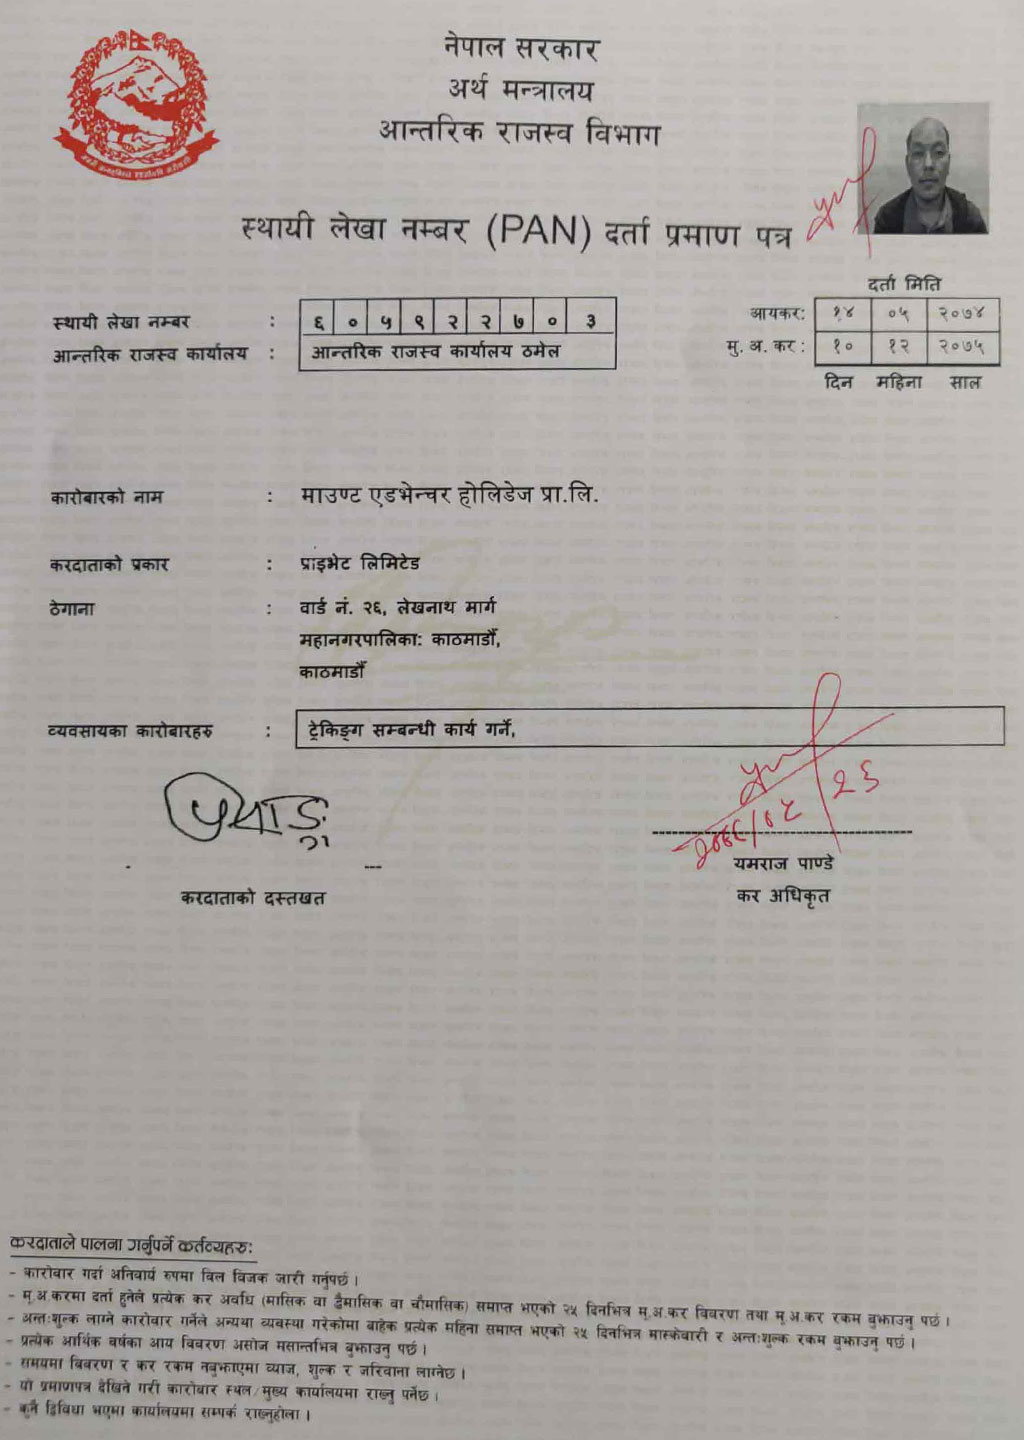 नेपाल सरकार
अर्थ मन्त्रालय
आन्तरिक राजस्व विभाग
स्थायी लेखा नम्बर (PAN) दर्ता प्रमाण पत्र
दर्ता मिति
स्थायी लेखा नम्बर : ६ ० ५ ९ २ २ ७ ० ३
आयकर: १४ ०५ २०७४
आन्तरिक राजस्व कार्यालय : आन्तरिक राजस्व कार्यालय ठमेल
मु. अ. कर : १० १२ २०७५
दिन महिना साल
कारोबारको नाम : माउण्ट एडभेन्चर होलिडेज प्रा.लि.
करदाताको प्रकार : प्राइभेट लिमिटेड
ठेगाना : वार्ड नं. २६, लेखनाथ मार्ग
महानगरपालिका: काठमाडौँ,
काठमाडौँ
व्यवसायका कारोबारहरु : ट्रेकिङ्ग सम्बन्धी कार्य गर्ने,
यमराज पाण्डे
करदाताको दस्तखत
कर अधिकृत
करदाताले पालना गर्नुपर्ने कर्तव्यहरु:
- कारोबार गर्दा अनिवार्य रुपमा विल विजक जारी गर्नुपर्छ ।
- मू.अ.करमा दर्ता हुनेले प्रत्येक कर अवधि (मासिक वा द्वैमासिक वा चौमासिक) समाप्त भएको २५ दिनभित्र मू.अ.कर विवरण तथा मू.अ.कर रकम बुझाउनु पर्छ ।
- अन्तःशुल्क लाग्ने कारोबार गर्नेले अन्यथा व्यवस्था गरेकोमा बाहेक प्रत्येक महिना समाप्त भएको २५ दिनभित्र मास्केवारी र अन्तःशुल्क रकम बुझाउनु पर्छ ।
- प्रत्येक आर्थिक वर्षका आय विवरण असोज मसान्तभित्र बुझाउनु पर्छ ।
- समयमा विवरण र कर रकम नबुझाएमा व्याज, शुल्क र जरिवाना लाग्नेछ ।
- यो प्रमाणपत्र देखिने गरी कारोबार स्थल/मुख्य कार्यालयमा राख्नु पर्नेछ ।
- कुनै द्विविधा भएमा कार्यालयमा सम्पर्क राख्नुहोला ।